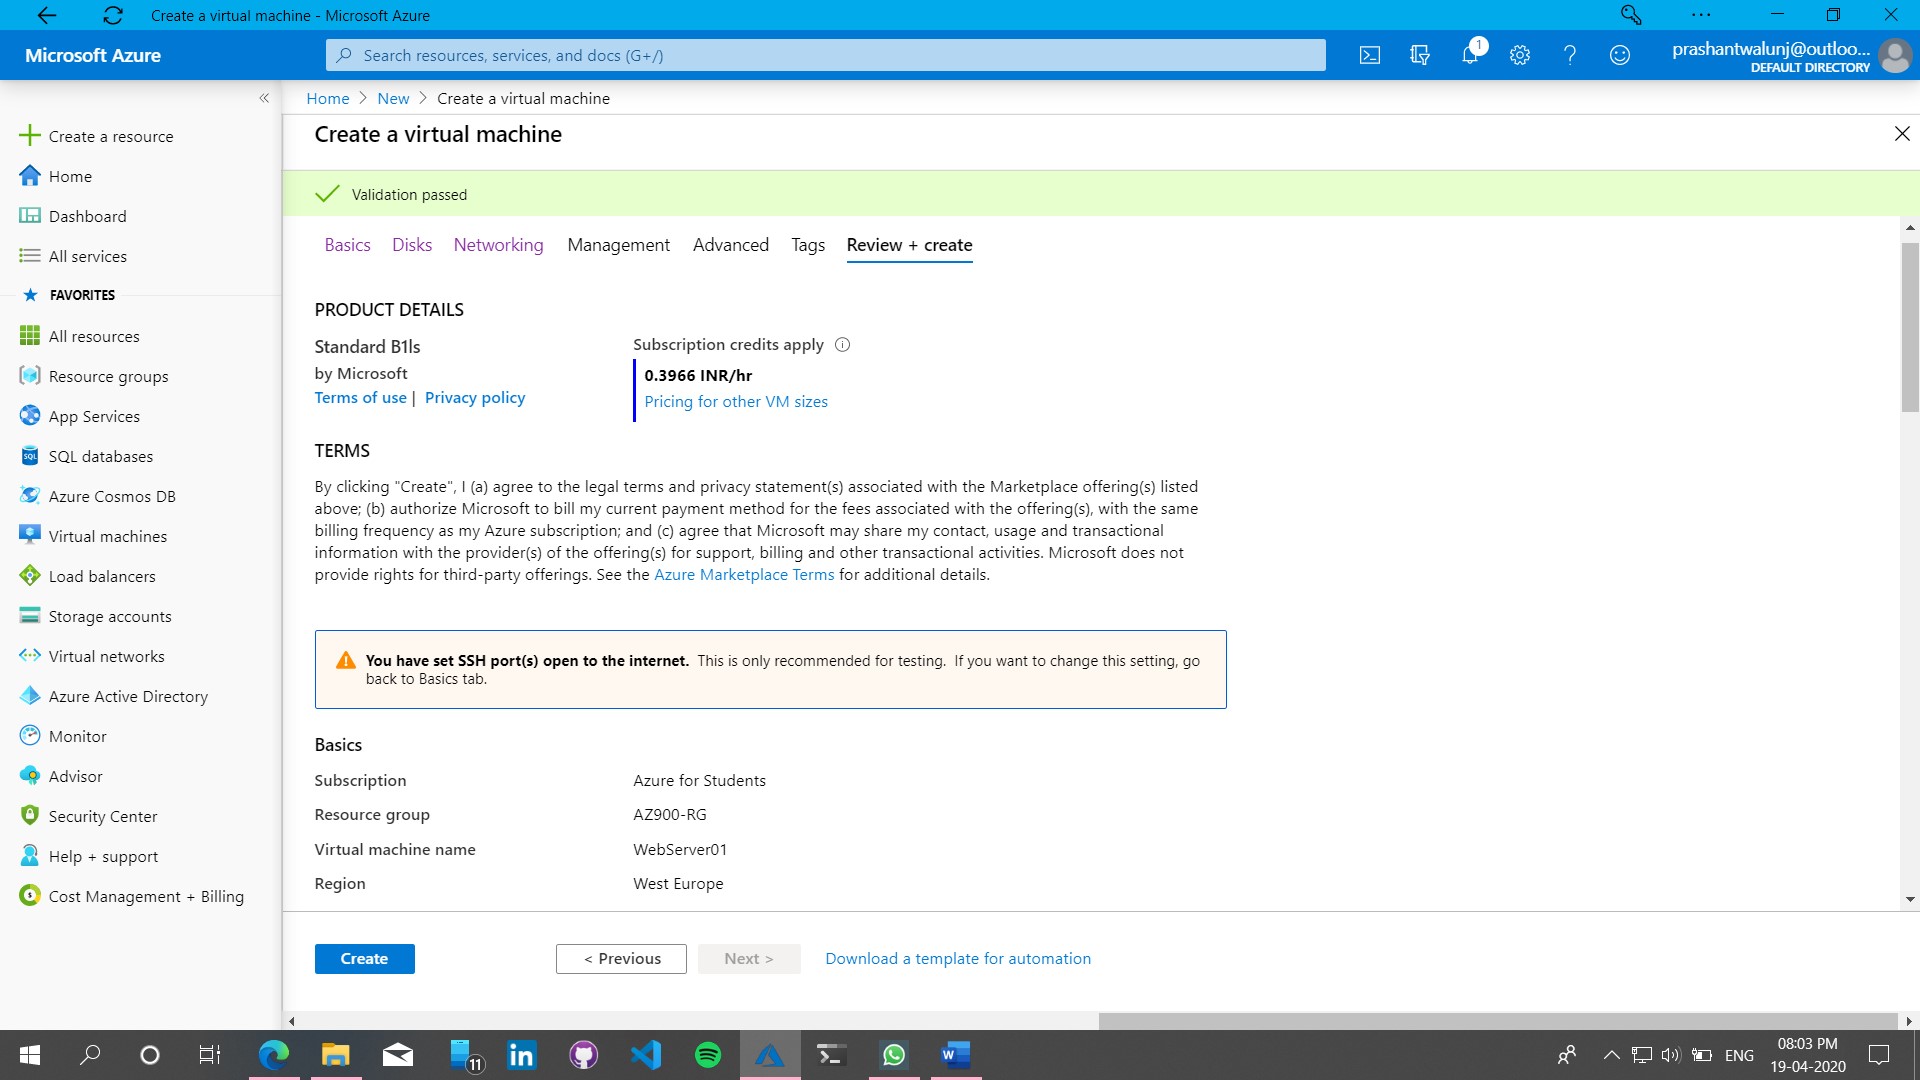 Create a virtual machine - Microsoft Azure
Microsoft Azure
Search resources, services, and docs (G+/)
1
prashantwalunj@outloo...
DEFAULT DIRECTORY
Home > New > Create a virtual machine
Create a virtual machine
Validation passed
Create a resource
Home
Dashboard
All services
FAVORITES
All resources
Resource groups
App Services
SQL databases
Azure Cosmos DB
Virtual machines
Load balancers
Storage accounts
Virtual networks
Azure Active Directory
Monitor
Advisor
Security Center
Help + support
Cost Management + Billing
Basics Disks Networking Management Advanced Tags Review + create
PRODUCT DETAILS
Standard B1ls
by Microsoft
Terms of use | Privacy policy
Subscription credits apply
0.3966 INR/hr
Pricing for other VM sizes
TERMS
By clicking "Create", I (a) agree to the legal terms and privacy statement(s) associated with the Marketplace offering(s) listed
above; (b) authorize Microsoft to bill my current payment method for the fees associated with the offering(s), with the same
billing frequency as my Azure subscription; and (c) agree that Microsoft may share my contact, usage and transactional
information with the provider(s) of the offering(s) for support, billing and other transactional activities. Microsoft does not
provide rights for third-party offerings. See the Azure Marketplace Terms for additional details.
You have set SSH port(s) open to the internet. This is only recommended for testing. If you want to change this setting, go
back to Basics tab.
Basics
Subscription Azure for Students
Resource group AZ900-RG
Virtual machine name WebServer01
Region West Europe
Create < Previous Next > Download a template for automation
11
ENG
08:03 PM
19-04-2020